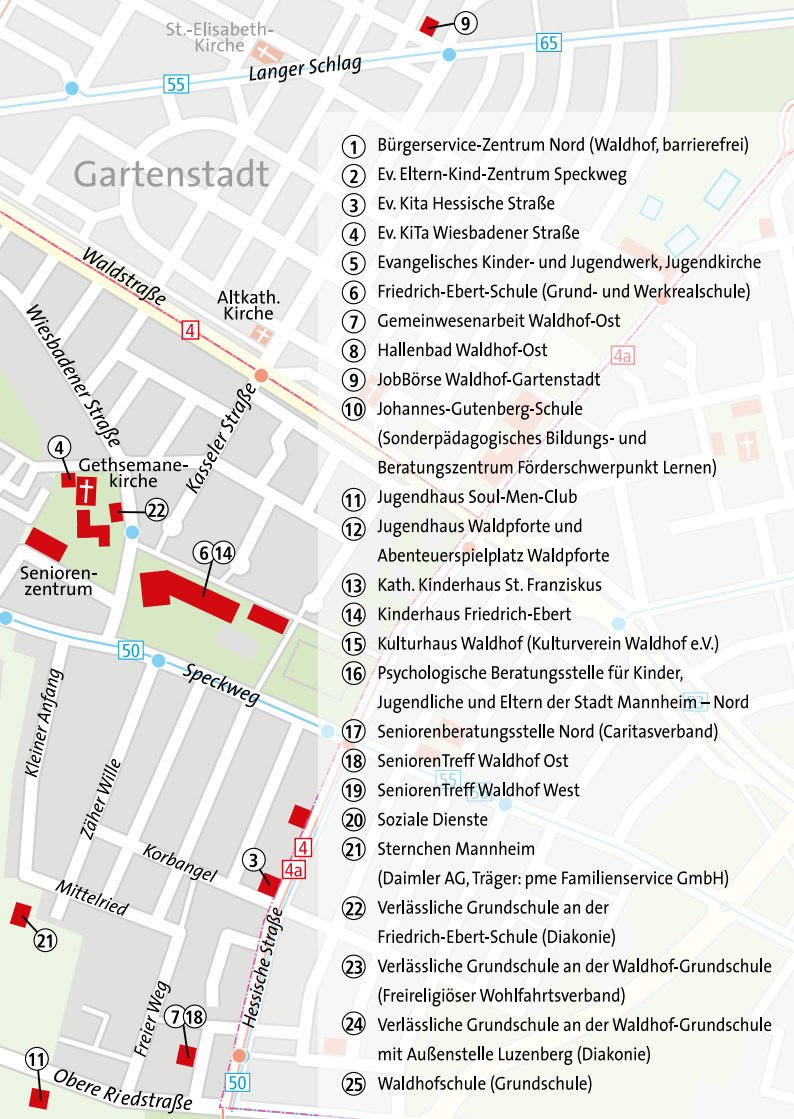 St.-Elisabeth-
Kirche
9
Langer Schlag
65
55
Gartenstadt
1 Bürgerservice-Zentrum Nord (Waldhof, barrierefrei)
2 Ev. Eltern-Kind-Zentrum Speckweg
3 Ev. Kita Hessische Straße
4 Ev. KiTa Wiesbadener Straße
5 Evangelisches Kinder- und Jugendwerk, Jugendkirche
6 Friedrich-Ebert-Schule (Grund- und Werkrealschule)
7 Gemeinwesenarbeit Waldhof-Ost
8 Hallenbad Waldhof-Ost
9 JobBörse Waldhof-Gartenstadt
10 Johannes-Gutenberg-Schule
(Sonderpädagogisches Bildungs- und
Beratungszentrum Förderschwerpunkt Lernen)
11 Jugendhaus Soul-Men-Club
12 Jugendhaus Waldpforte und
Abenteuerspielplatz Waldpforte
13 Kath. Kinderhaus St. Franziskus
14 Kinderhaus Friedrich-Ebert
15 Kulturhaus Waldhof (Kulturverein Waldhof e.V.)
16 Psychologische Beratungsstelle für Kinder,
Jugendliche und Eltern der Stadt Mannheim – Nord
17 Seniorenberatungsstelle Nord (Caritasverband)
18 SeniorenTreff Waldhof Ost
19 SeniorenTreff Waldhof West
20 Soziale Dienste
21 Sternchen Mannheim
(Daimler AG, Träger: pme Familienservice GmbH)
22 Verlässliche Grundschule an der
Friedrich-Ebert-Schule (Diakonie)
23 Verlässliche Grundschule an der Waldhof-Grundschule
(Freireligiöser Wohlfahrtsverband)
24 Verlässliche Grundschule an der Waldhof-Grundschule
mit Außenstelle Luzenberg (Diakonie)
25 Waldhofschule (Grundschule)
Waldstraße
Altkath.
Kirche
4
4a
Wiesbadener Straße
Kasseler Straße
4
Gethsemane-
kirche
22
6 14
Senioren-
zentrum
50
Speckweg
Kleiner Anfang
Zäher Wille
55
4
4a
3
Korbangel
Mittelried
21
Hessische Straße
Freier Weg
7 18
11
Obere Riedstraße
50